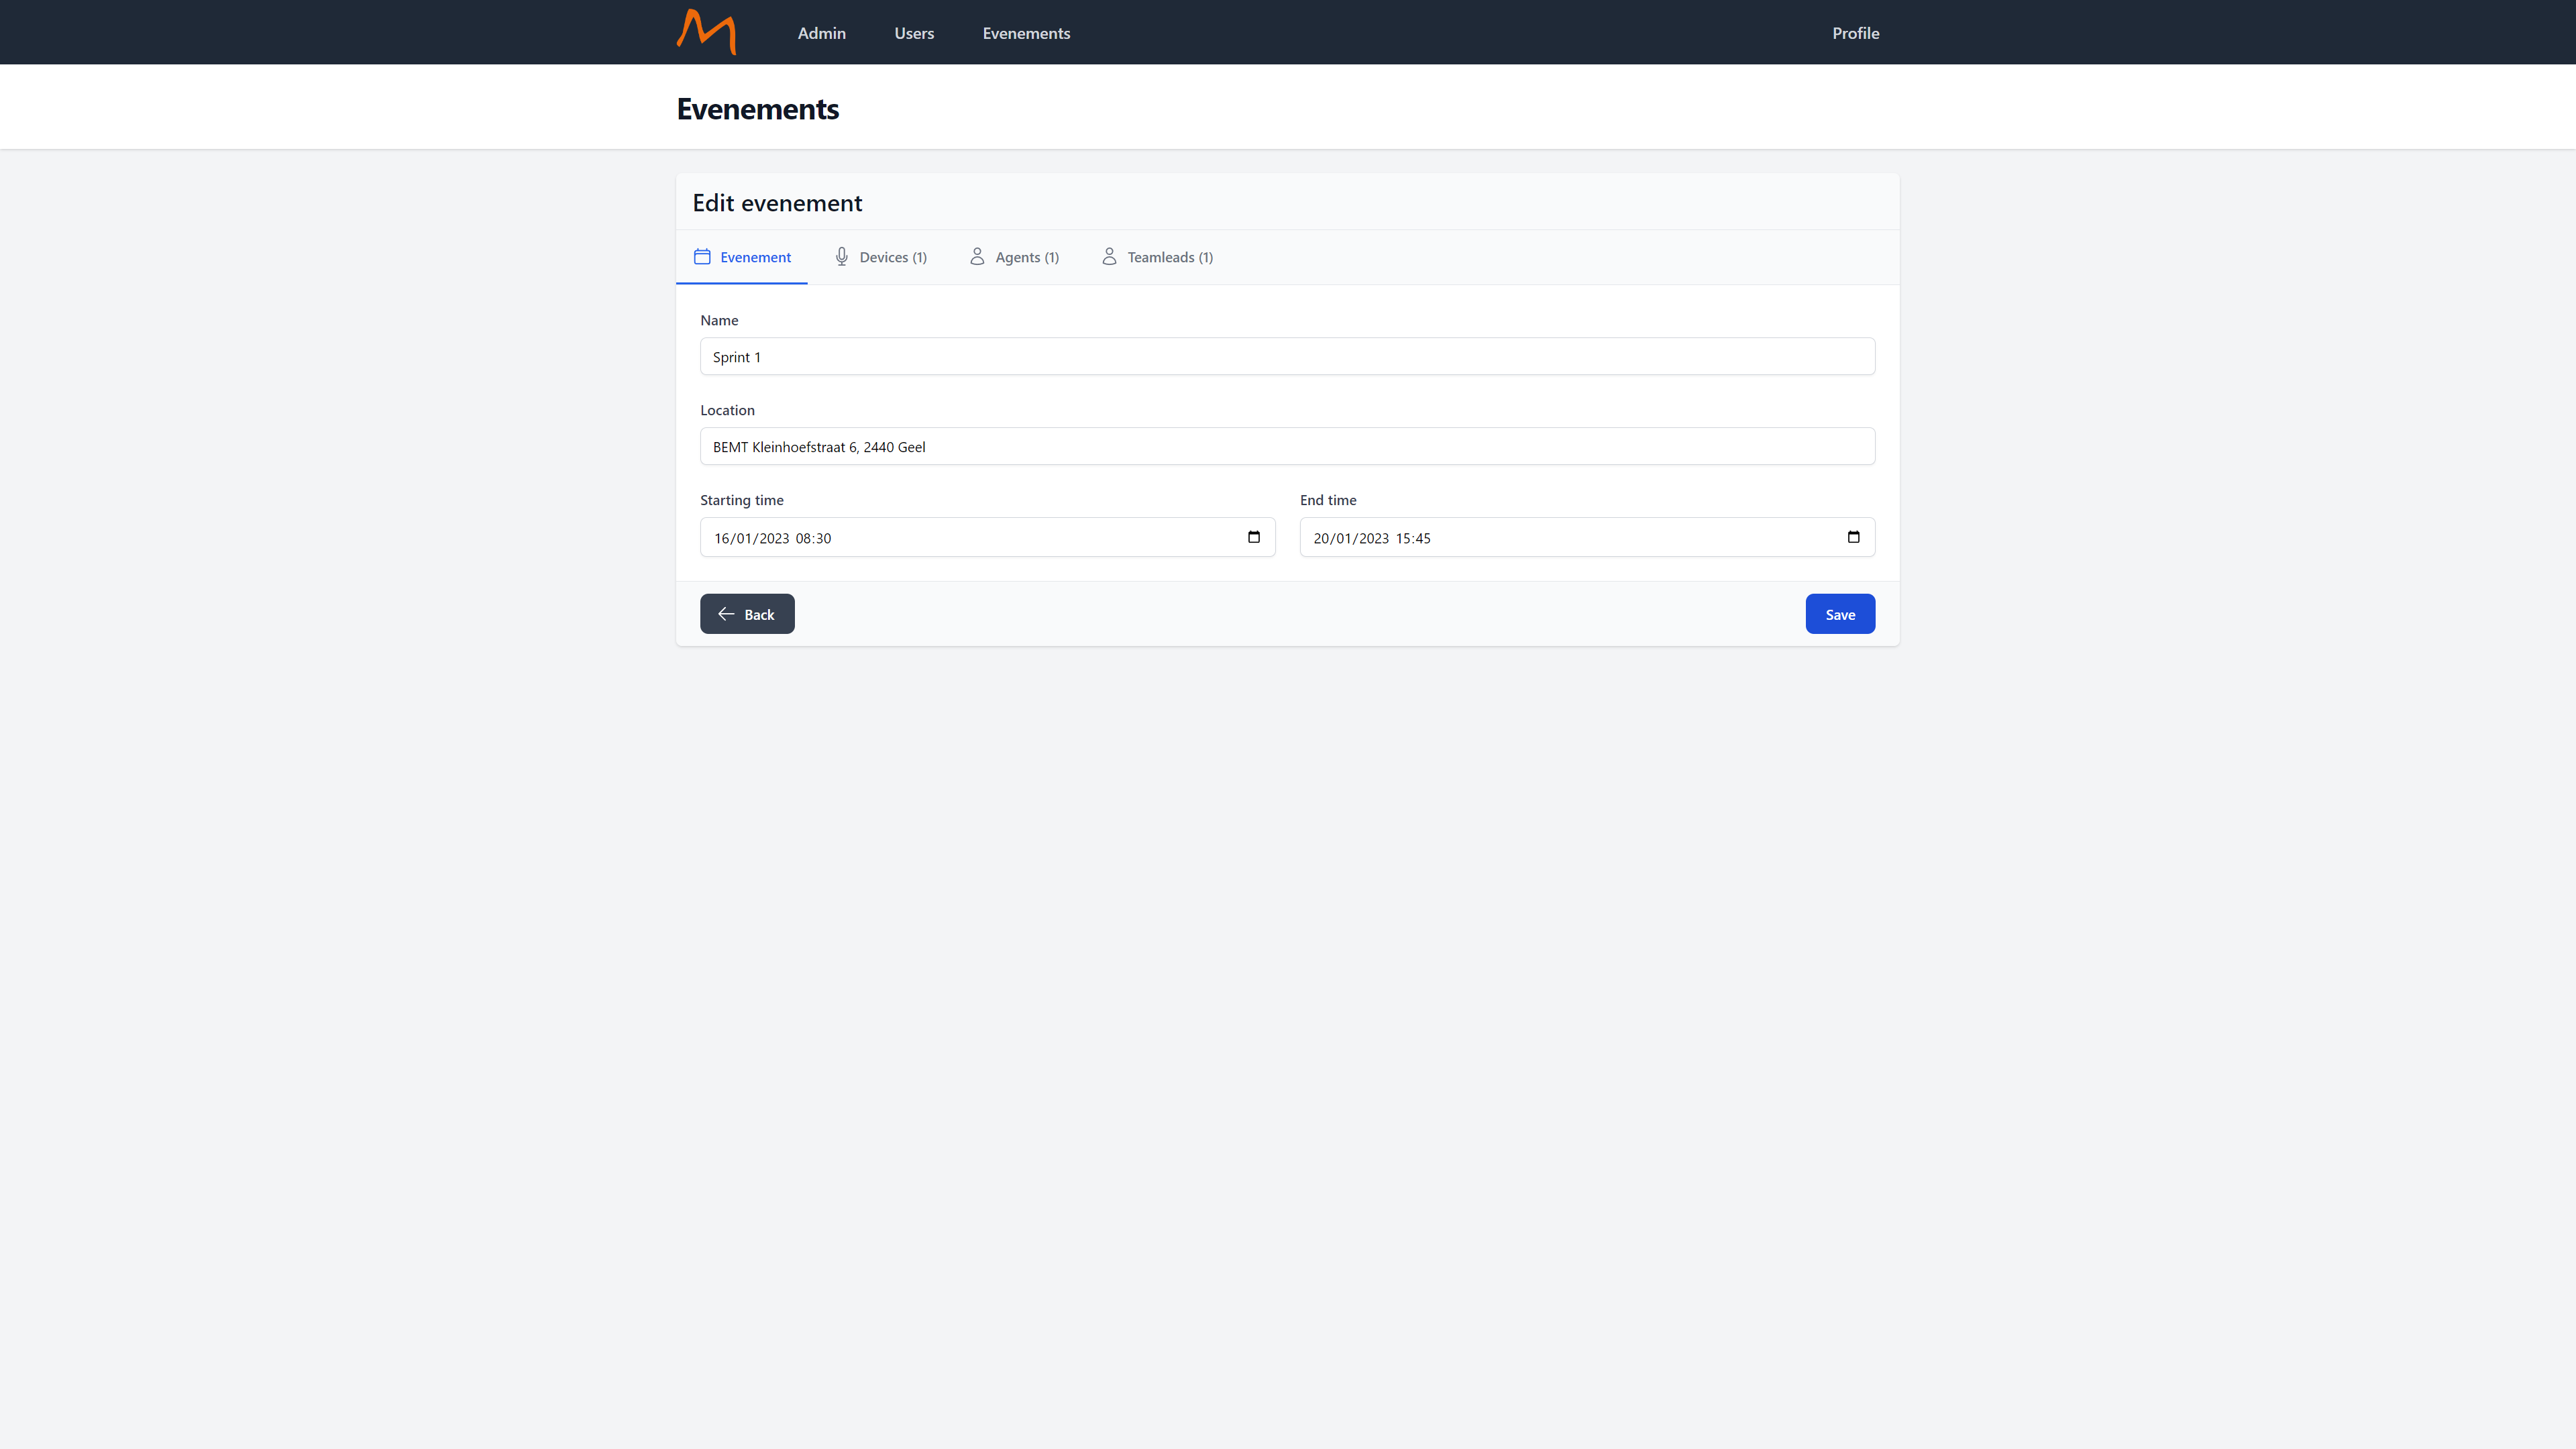 Admin Users Evenements Profile
Evenements
Edit evenement
Evenement Devices (1) Agents (1) Teamleads (1)
Name
Sprint 1
Location
BEMT Kleinhoefstraat 6, 2440 Geel
Starting time End time
16/01/2023 08:30 20/01/2023 15:45
Back Save